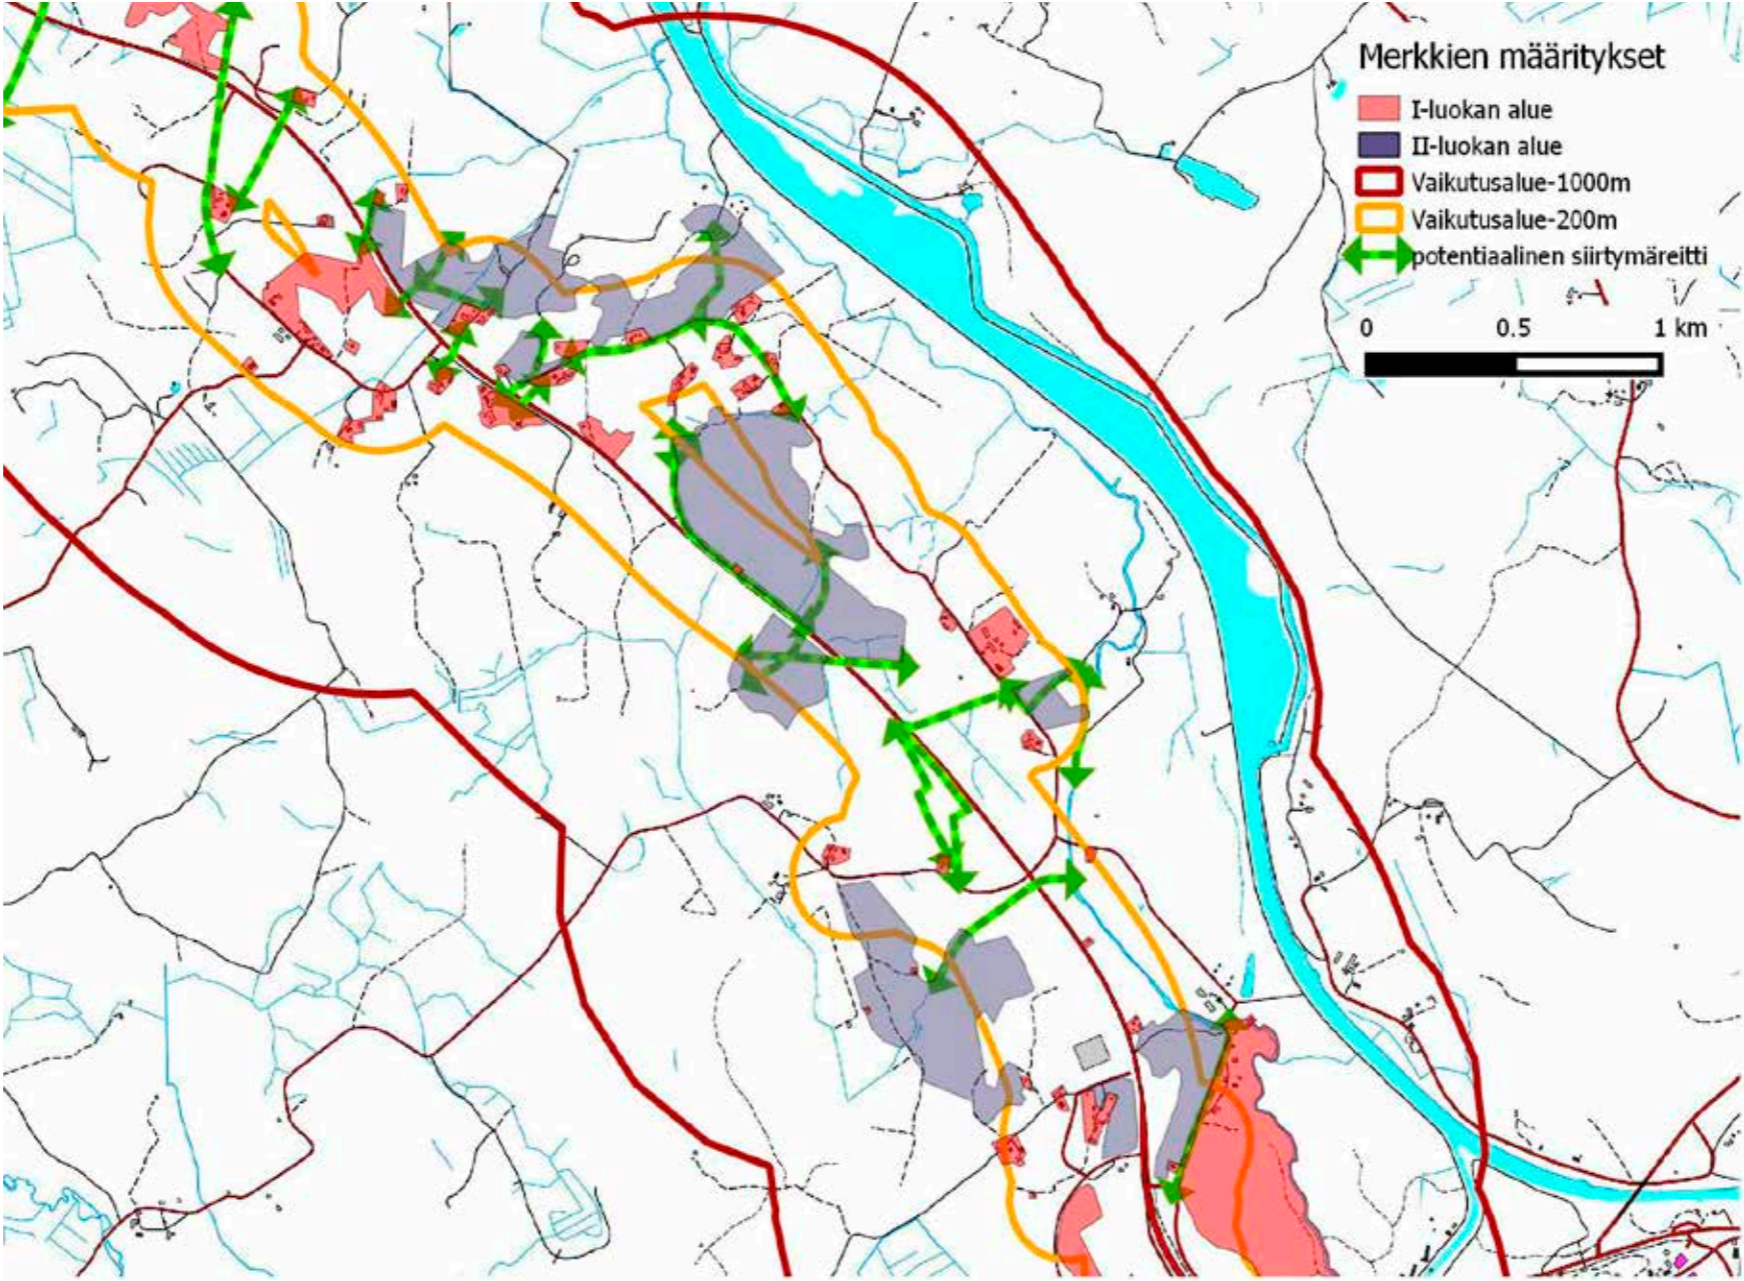 Merkkien määritykset
I-luokan alue
II-luokan alue
Vaikutusalue-1000m
Vaikutusalue-200m
potentiaalinen siirtymäreitti
0 0.5 1 km